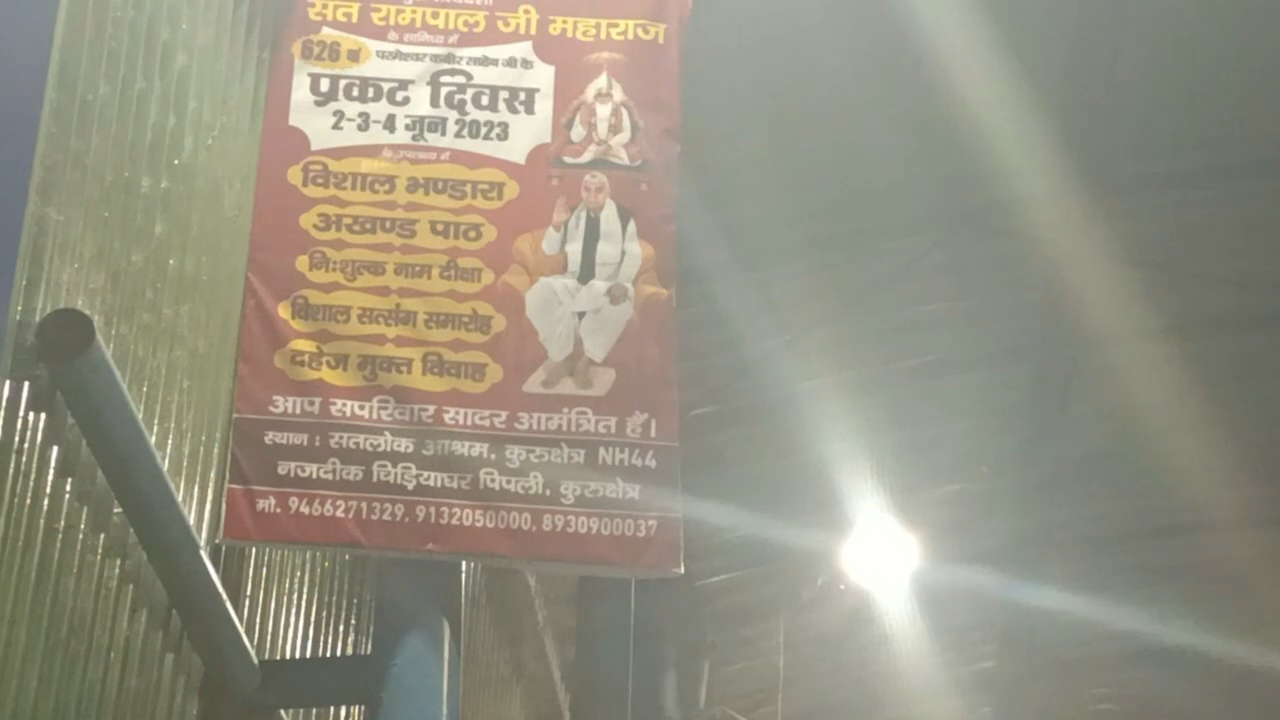 संत रामपाल जी महाराज
के सानिध्य में
626 वें परमेश्वर कबीर साहेब जी के
प्रकट दिवस
2-3-4 जून 2023
के उपलक्ष्य में
विशाल भण्डारा
अखण्ड पाठ
निःशुल्क नाम दीक्षा
विशाल सत्संग समारोह
दहेज मुक्त विवाह
आप सपरिवार सादर आमंत्रित हैं।
स्थान : सतलोक आश्रम, कुरुक्षेत्र NH44
नजदीक चिड़ियाघर पिपली, कुरुक्षेत्र
मो. 9466271329, 9132050000, 8930900037